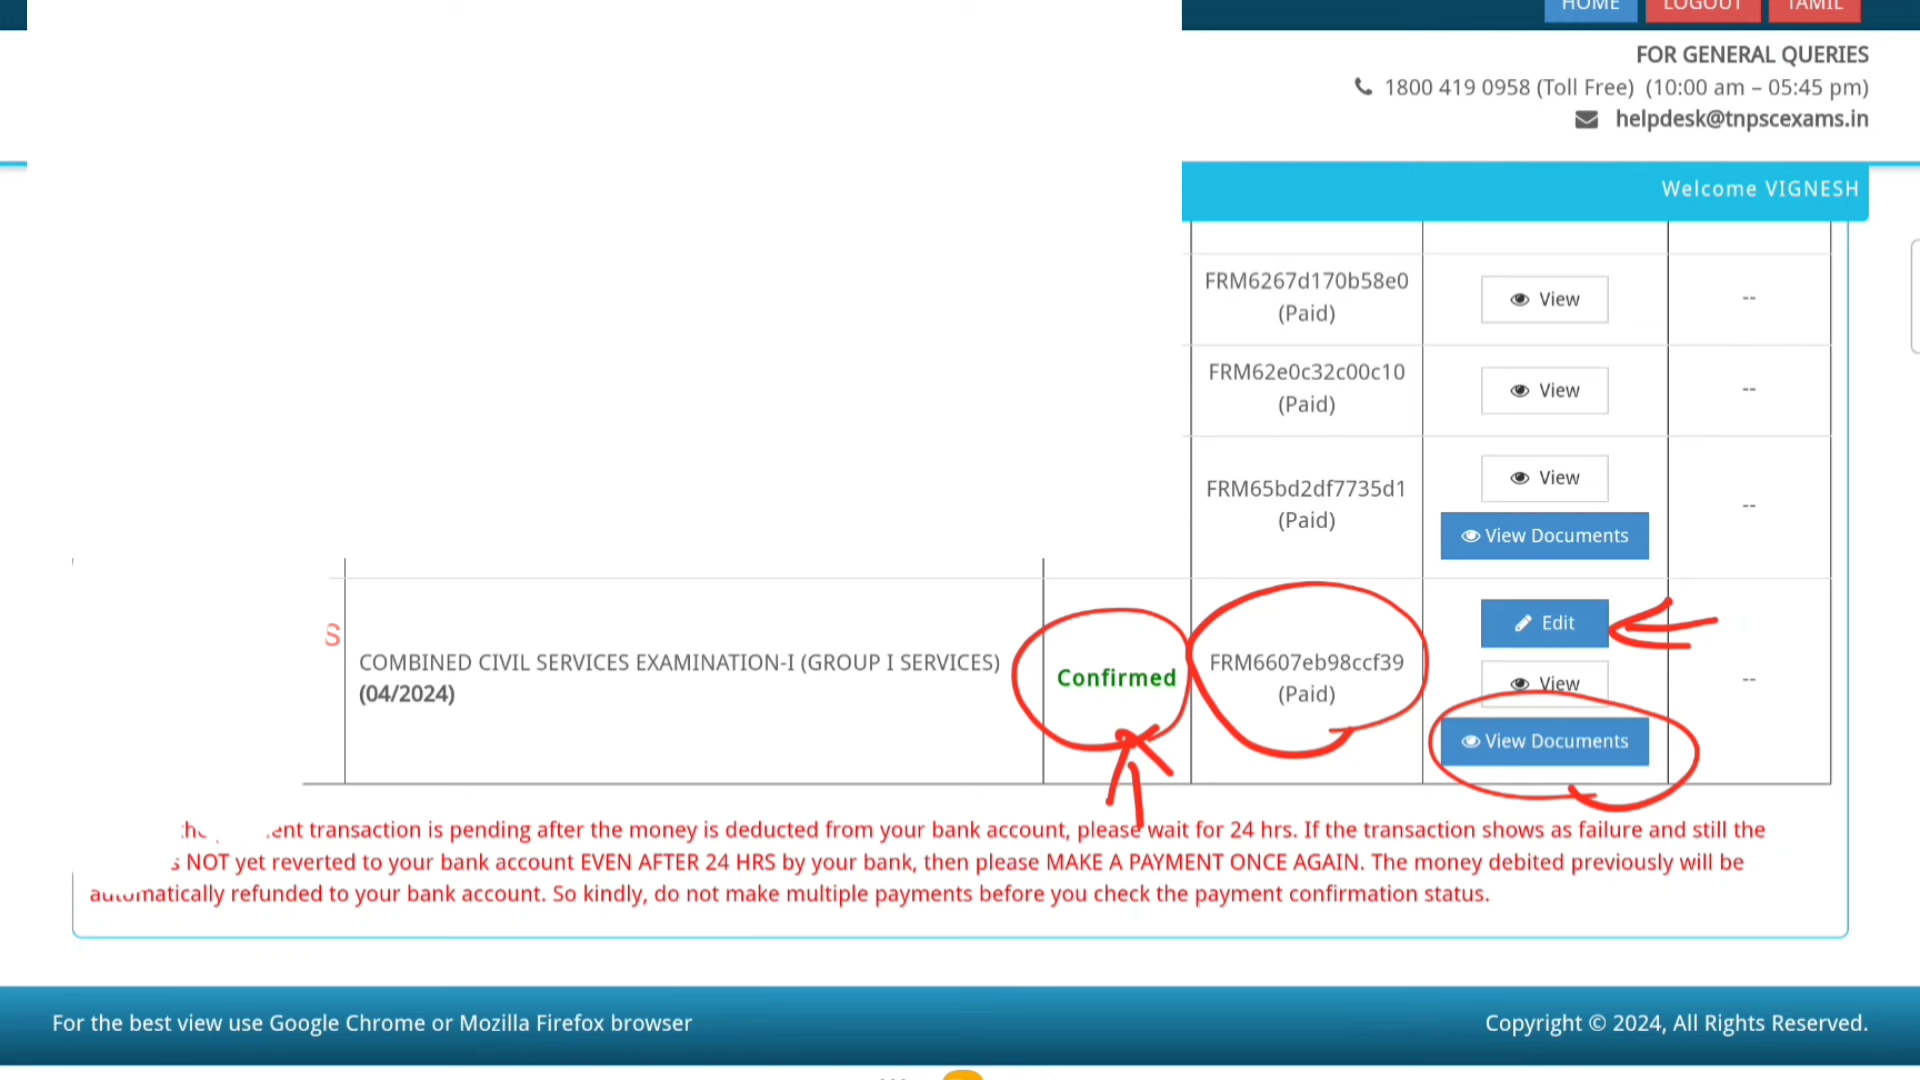 HOME LOGOUT TAMIL
FOR GENERAL QUERIES
1800 419 0958 (Toll Free) (10:00 am – 05:45 pm)
helpdesk@tnpscexams.in
Welcome VIGNESH
FRM6267d170b58e0
(Paid)
View
--
FRM62e0c32c00c10
(Paid)
View
--
FRM65bd2df7735d1
(Paid)
View
View Documents
--
S
COMBINED CIVIL SERVICES EXAMINATION-I (GROUP I SERVICES)
(04/2024)
Confirmed
FRM6607eb98ccf39
(Paid)
Edit
View
View Documents
--
transaction is pending after the money is deducted from your bank account, please wait for 24 hrs. If the transaction shows as failure and still the
NOT yet reverted to your bank account EVEN AFTER 24 HRS by your bank, then please MAKE A PAYMENT ONCE AGAIN. The money debited previously will be
automatically refunded to your bank account. So kindly, do not make multiple payments before you check the payment confirmation status.
For the best view use Google Chrome or Mozilla Firefox browser
Copyright © 2024, All Rights Reserved.